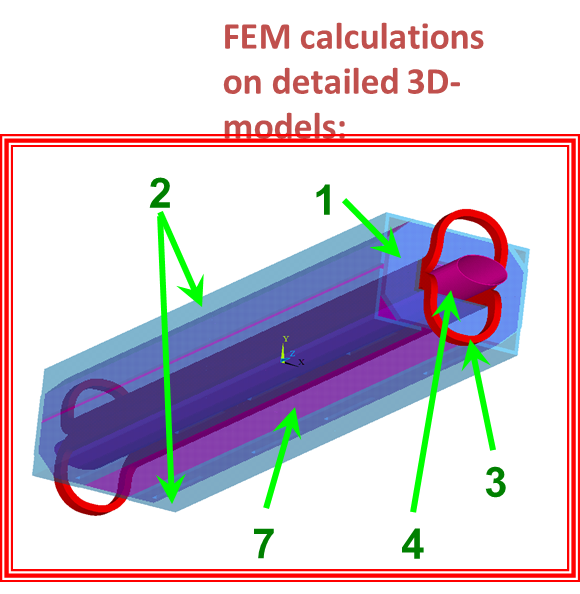 FEM calculations
on detailed 3D-
models:
2
1
Y
Z
X
3
7
4